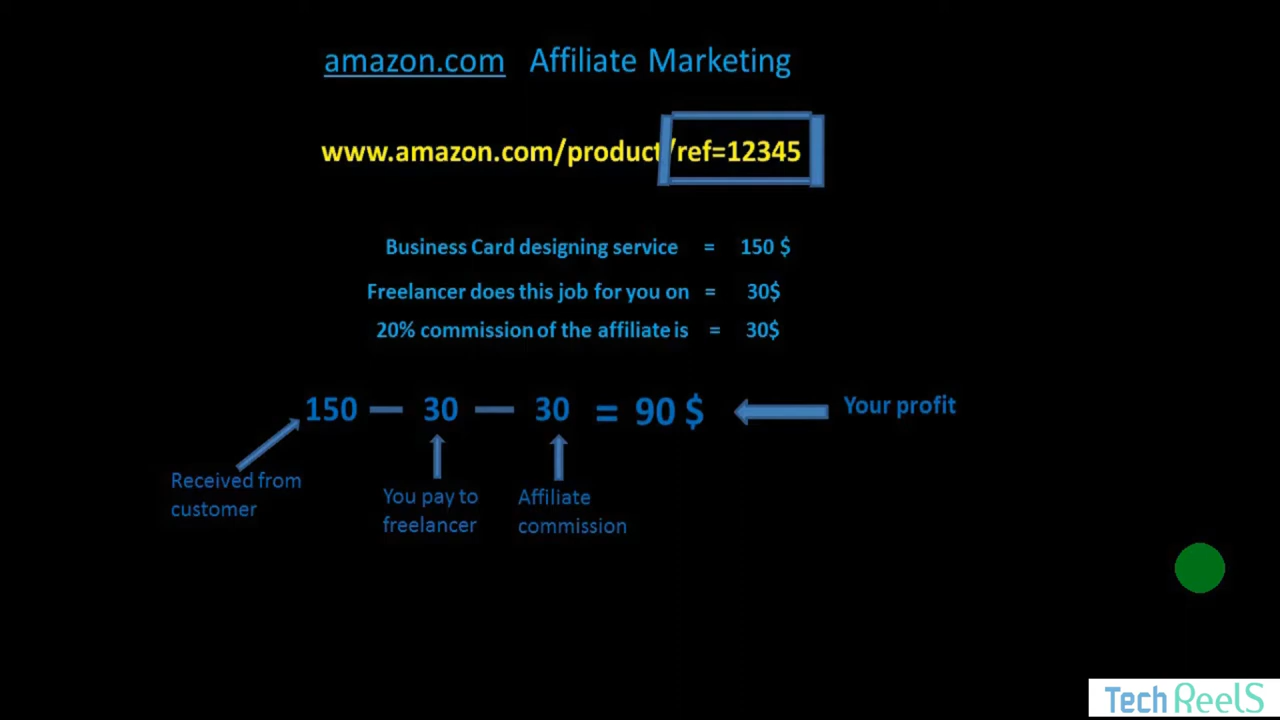 amazon.com Affiliate Marketing
www.amazon.com/product/ref=12345
Business Card designing service = 150 $
Freelancer does this job for you on = 30$
20% commission of the affiliate is = 30$
150 — 30 — 30 = 90 $ Your profit
Received from
customer
You pay to
freelancer
Affiliate
commission
Tech ReelS